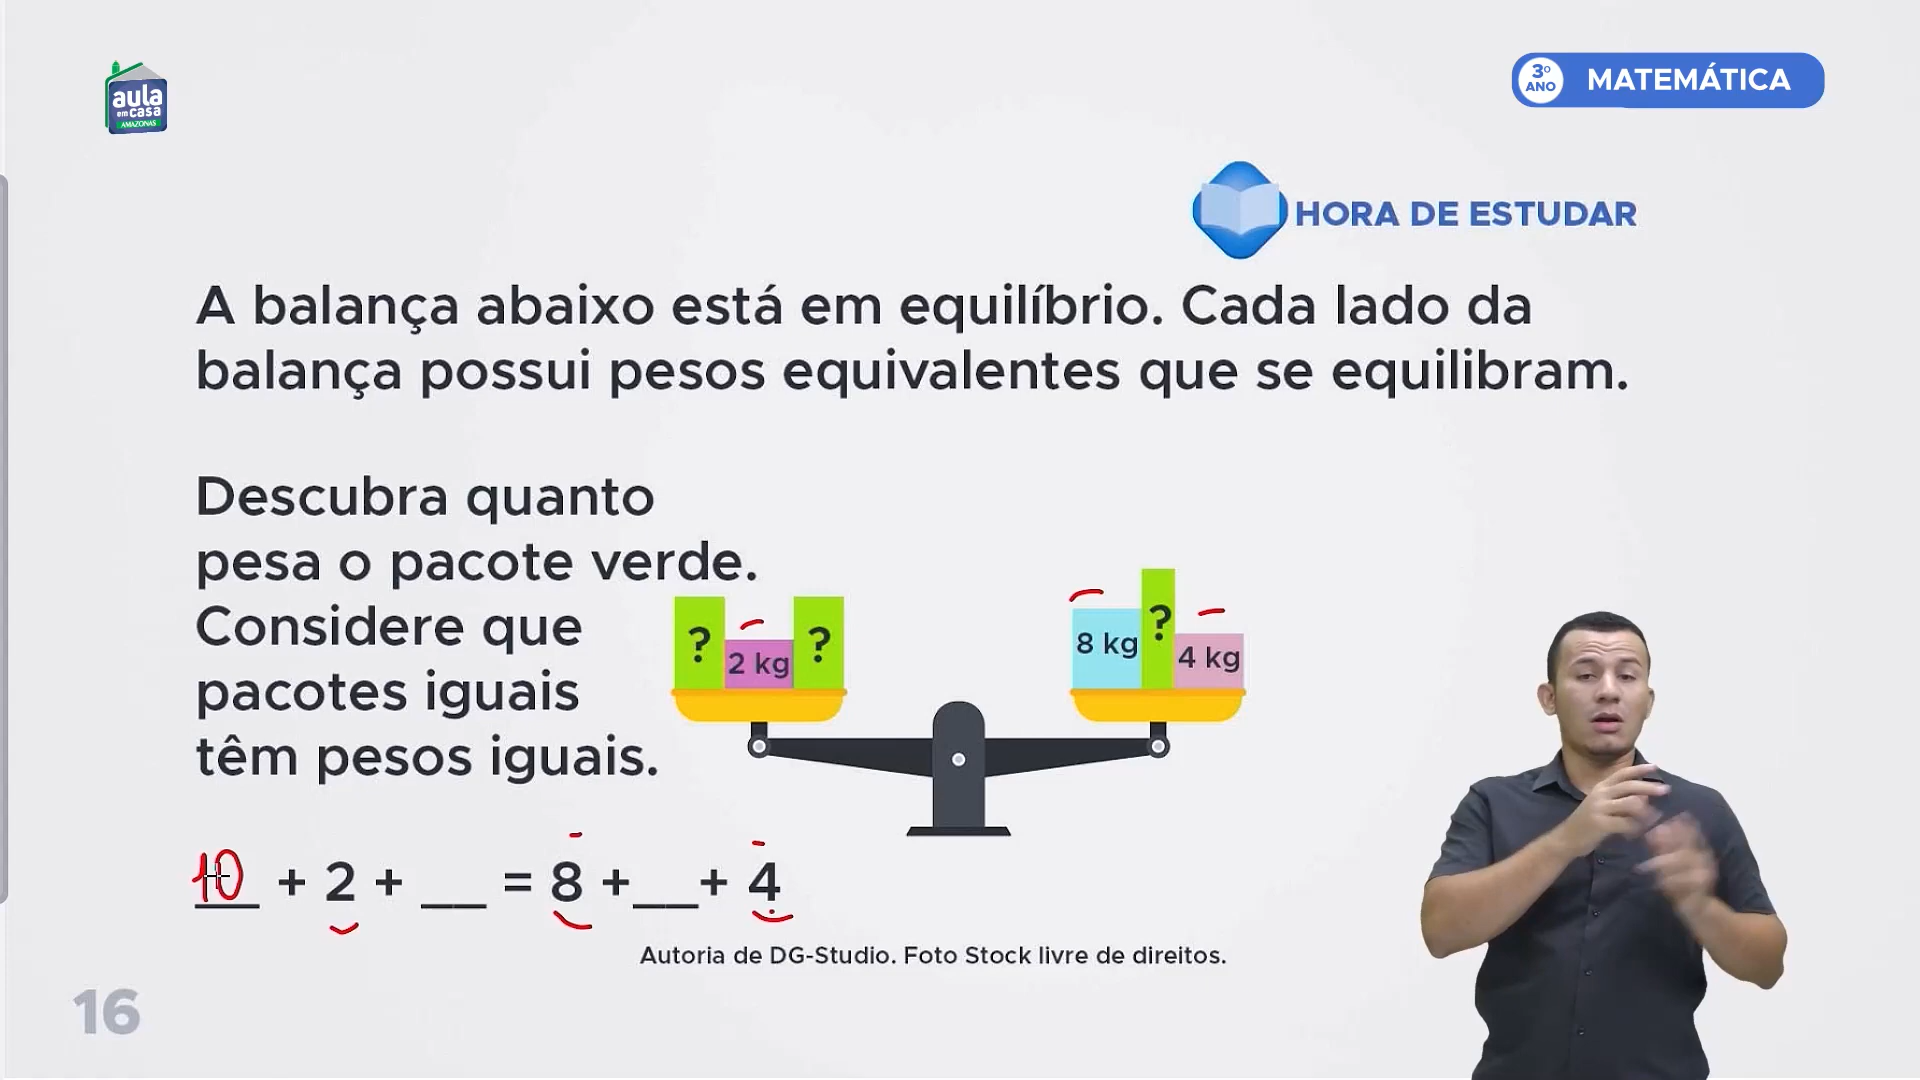 aula
em casa
AMAZONAS
3º
ANO
MATEMÁTICA
HORA DE ESTUDAR
A balança abaixo está em equilíbrio. Cada lado da
balança possui pesos equivalentes que se equilibram.
Descubra quanto
pesa o pacote verde.
Considere que
pacotes iguais
têm pesos iguais.
? 2 kg ?
8 kg ? 4 kg
10 + 2 + __ = 8 + __ + 4
Autoria de DG-Studio. Foto Stock livre de direitos.
16